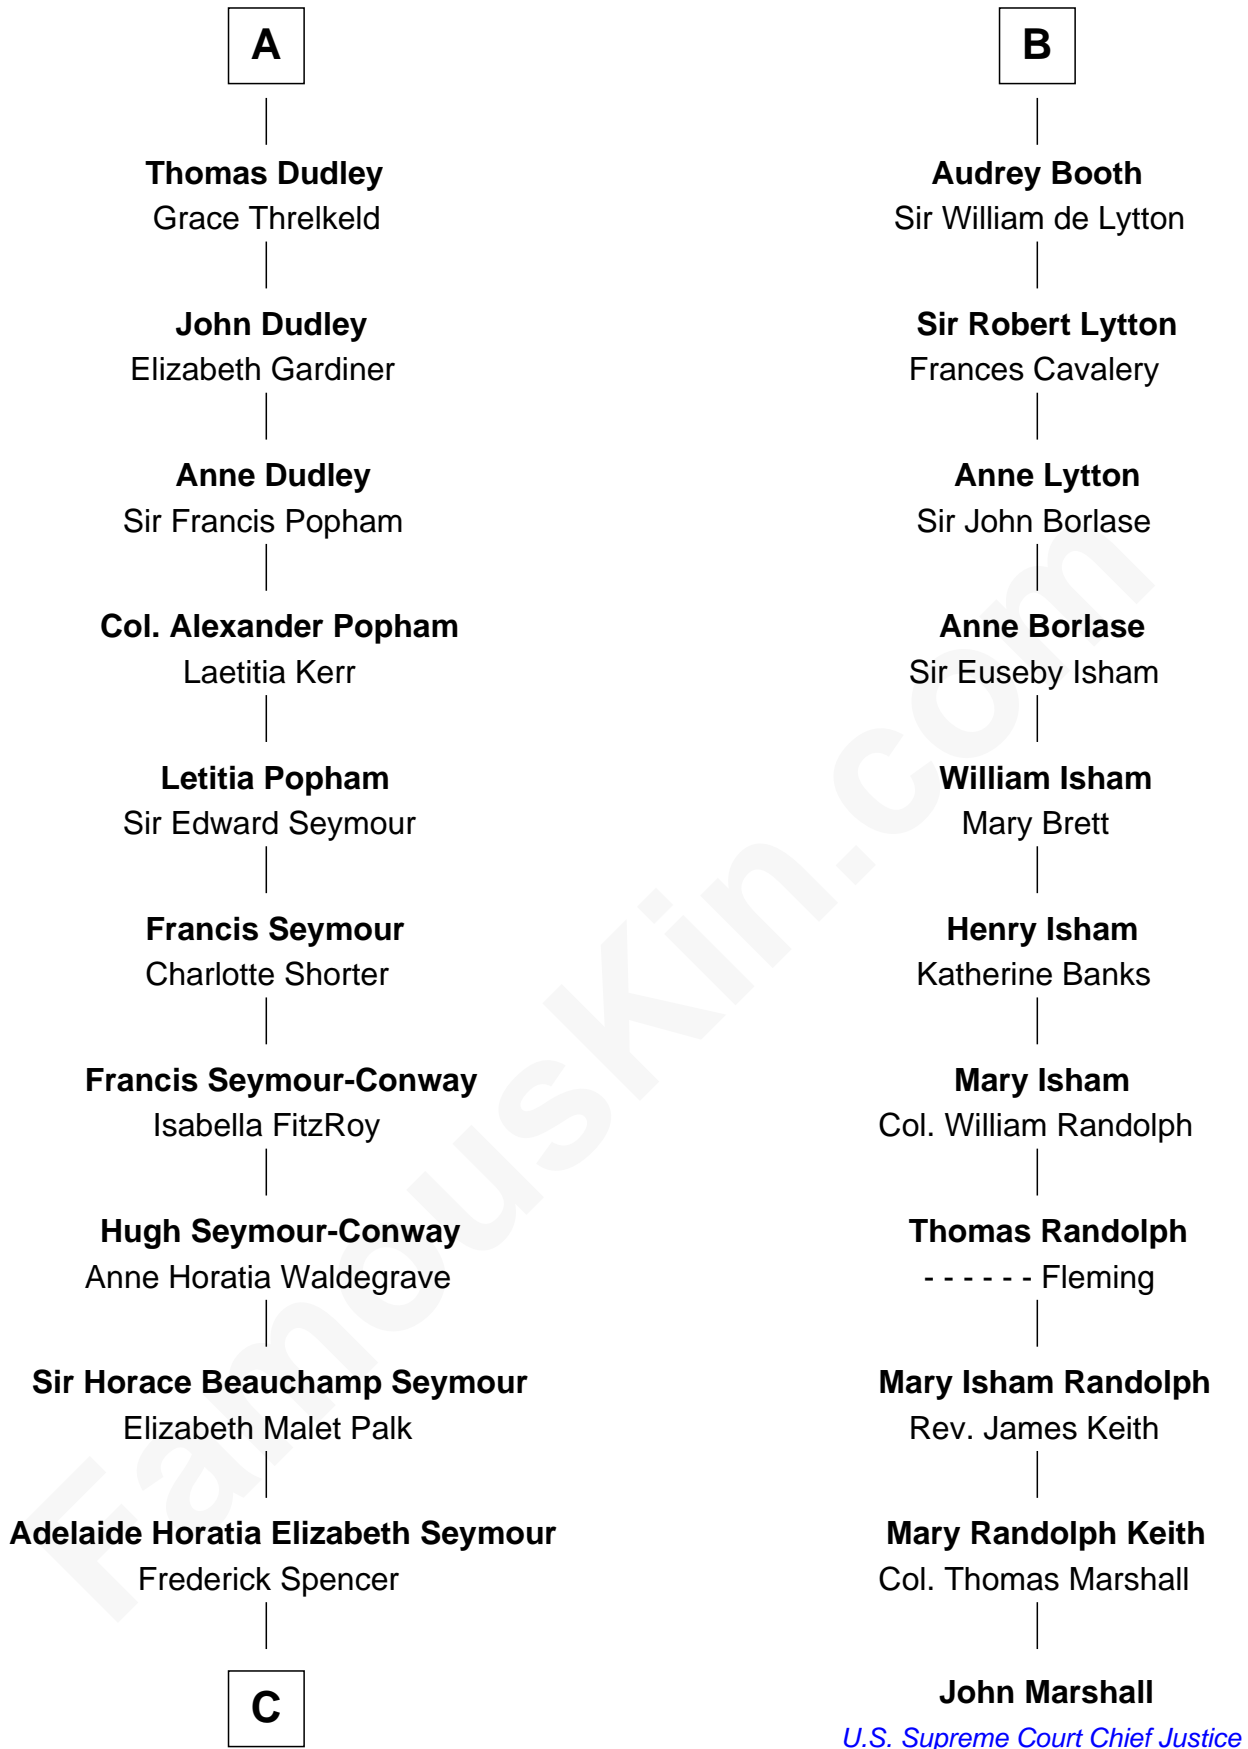 A
Thomas Dudley
Grace Threlkeld
John Dudley
Elizabeth Gardiner
Anne Dudley
Sir Francis Popham
Col. Alexander Popham
Laetitia Kerr
Letitia Popham
Sir Edward Seymour
Francis Seymour
Charlotte Shorter
Francis Seymour-Conway
Isabella FitzRoy
Hugh Seymour-Conway
Anne Horatia Waldegrave
Sir Horace Beauchamp Seymour
Elizabeth Malet Palk
Adelaide Horatia Elizabeth Seymour
Frederick Spencer
C
B
Audrey Booth
Sir William de Lytton
Sir Robert Lytton
Frances Cavalery
Anne Lytton
Sir John Borlase
Anne Borlase
Sir Euseby Isham
William Isham
Mary Brett
Henry Isham
Katherine Banks
Mary Isham
Col. William Randolph
Thomas Randolph
- - - - - - Fleming
Mary Isham Randolph
Rev. James Keith
Mary Randolph Keith
Col. Thomas Marshall
John Marshall
U.S. Supreme Court Chief Justice
FamousKin.com